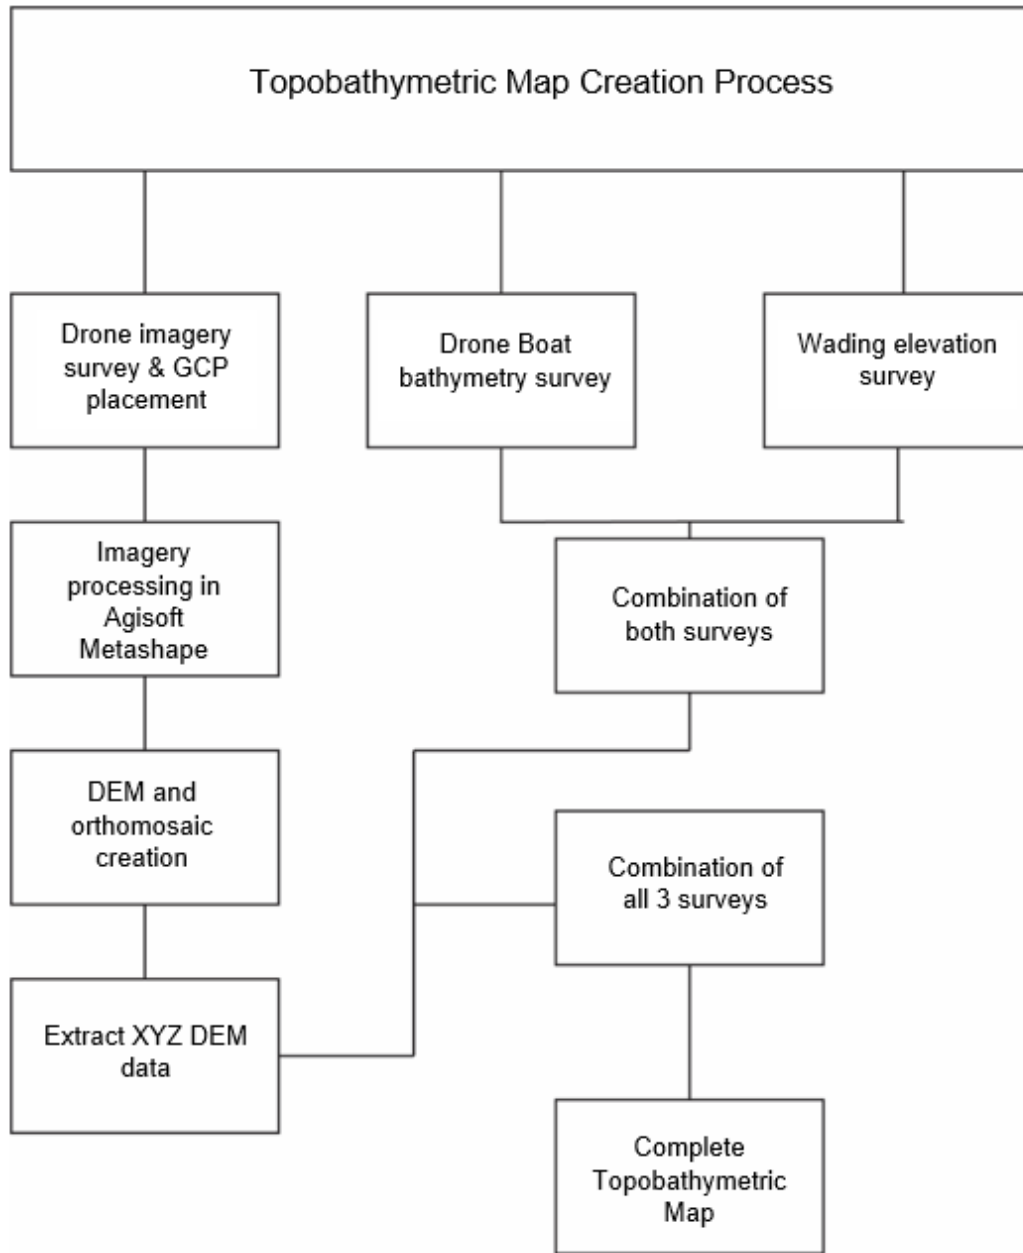 Topobathymetric Map Creation Process
Drone imagery
survey & GCP
placement
Drone Boat
bathymetry survey
Wading elevation
survey
Imagery
processing in
Agisoft
Metashape
Combination of
both surveys
DEM and
orthomosaic
creation
Combination of
all 3 surveys
Extract XYZ DEM
data
Complete
Topobathymetric
Map